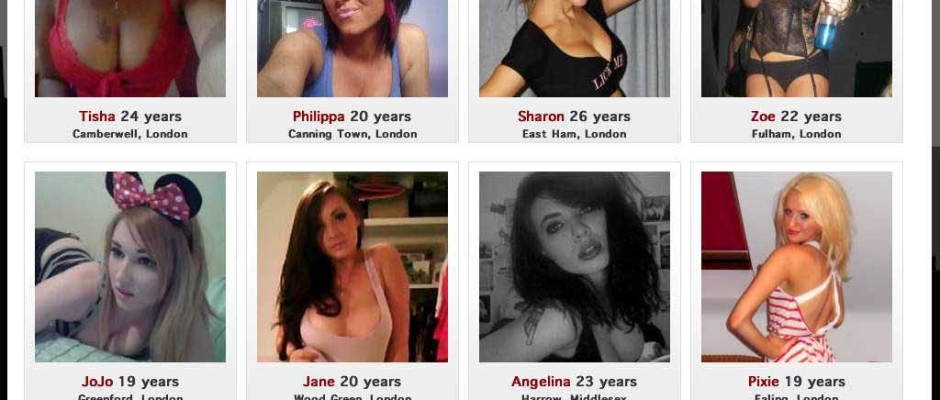 LICK ME
Tisha 24 years
Camberwell, London
Philippa 20 years
Canning Town, London
Sharon 26 years
East Ham, London
Zoe 22 years
Fulham, London
JoJo 19 years
Greenford, London
Jane 20 years
Wood Green, London
Angelina 23 years
Harrow, Middlesex
Pixie 19 years
Ealing, London